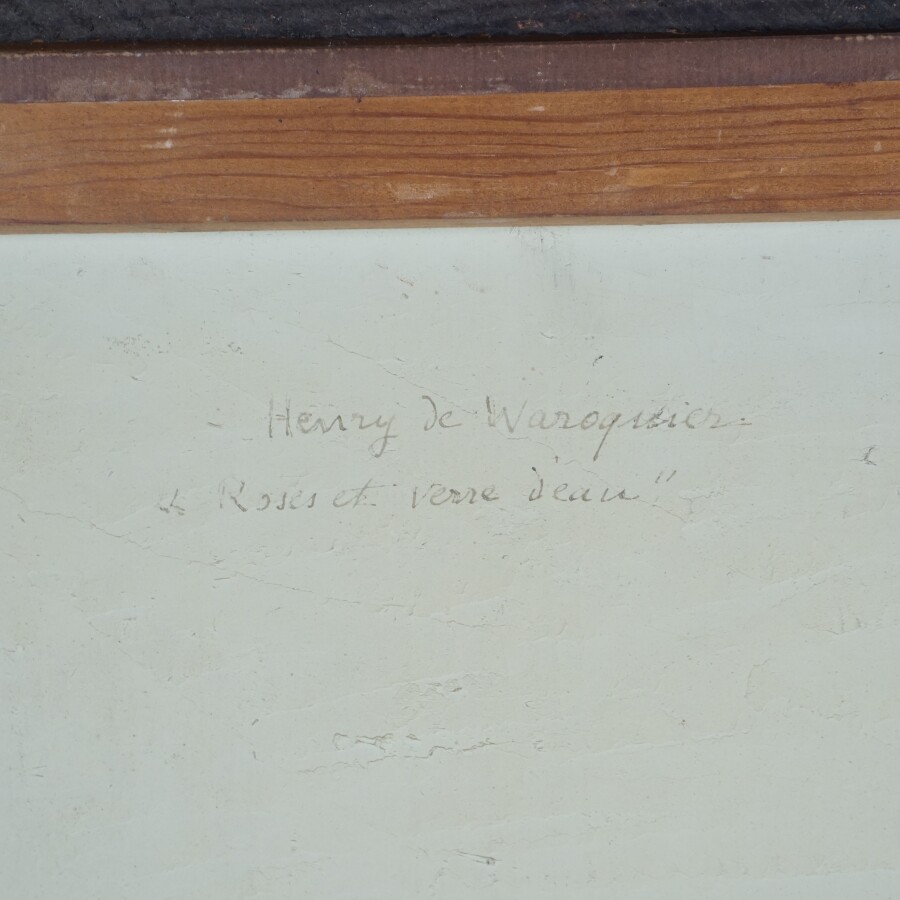 - Henry de Waroquier -
« Roses et verre d'eau"